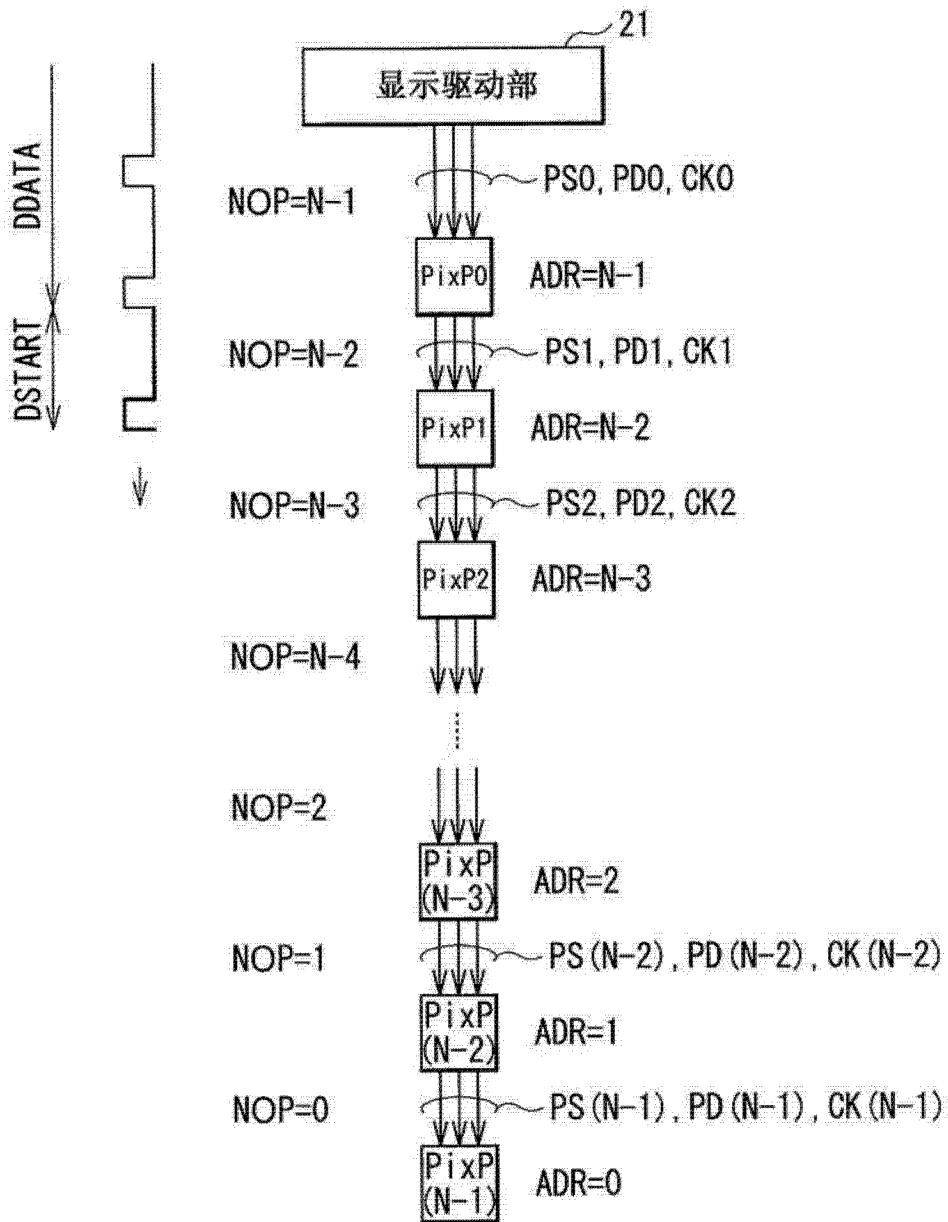 21
显示驱动部
DDATA
PS0, PD0, CK0
NOP=N-1
PixP0
ADR=N-1
DSTART
NOP=N-2
PS1, PD1, CK1
PixP1
ADR=N-2
NOP=N-3
PS2, PD2, CK2
PixP2
ADR=N-3
NOP=N-4
NOP=2
PixP
(N-3)
ADR=2
NOP=1
PS(N-2), PD(N-2), CK(N-2)
PixP
(N-2)
ADR=1
NOP=0
PS(N-1), PD(N-1), CK(N-1)
PixP
(N-1)
ADR=0